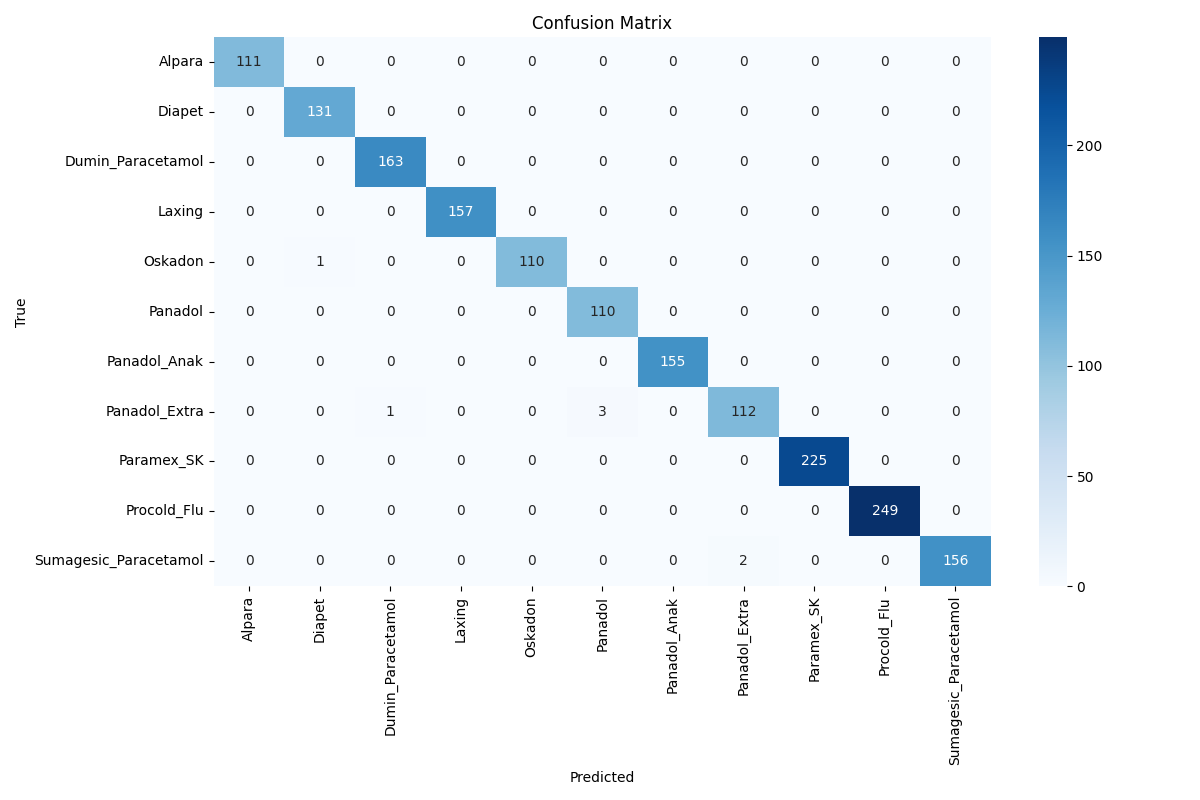 Confusion Matrix
True
Alpara 111 0 0 0 0 0 0 0 0 0 0
Diapet 0 131 0 0 0 0 0 0 0 0 0
Dumin_Paracetamol 0 0 163 0 0 0 0 0 0 0 0
Laxing 0 0 0 157 0 0 0 0 0 0 0
Oskadon 0 1 0 0 110 0 0 0 0 0 0
Panadol 0 0 0 0 0 110 0 0 0 0 0
Panadol_Anak 0 0 0 0 0 0 155 0 0 0 0
Panadol_Extra 0 0 1 0 0 3 0 112 0 0 0
Paramex_SK 0 0 0 0 0 0 0 0 225 0 0
Procold_Flu 0 0 0 0 0 0 0 0 0 249 0
Sumagesic_Paracetamol 0 0 0 0 0 0 0 2 0 0 156
Alpara
Diapet
Dumin_Paracetamol
Laxing
Oskadon
Panadol
Panadol_Anak
Panadol_Extra
Paramex_SK
Procold_Flu
Sumagesic_Paracetamol
Predicted
200
150
100
50
0